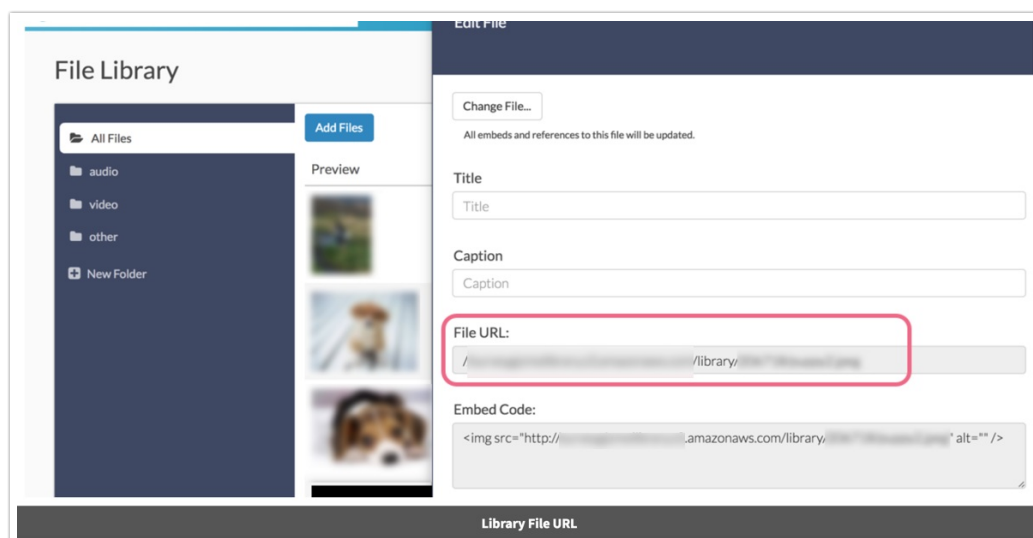 Edit File
File Library
Change File...
All embeds and references to this file will be updated.
All Files
Add Files
audio
Preview
Title
Title
video
other
Caption
New Folder
Caption
File URL:
/ /library/
Embed Code:
<img src="http:// .amazonaws.com/library/ " alt="" />
Library File URL